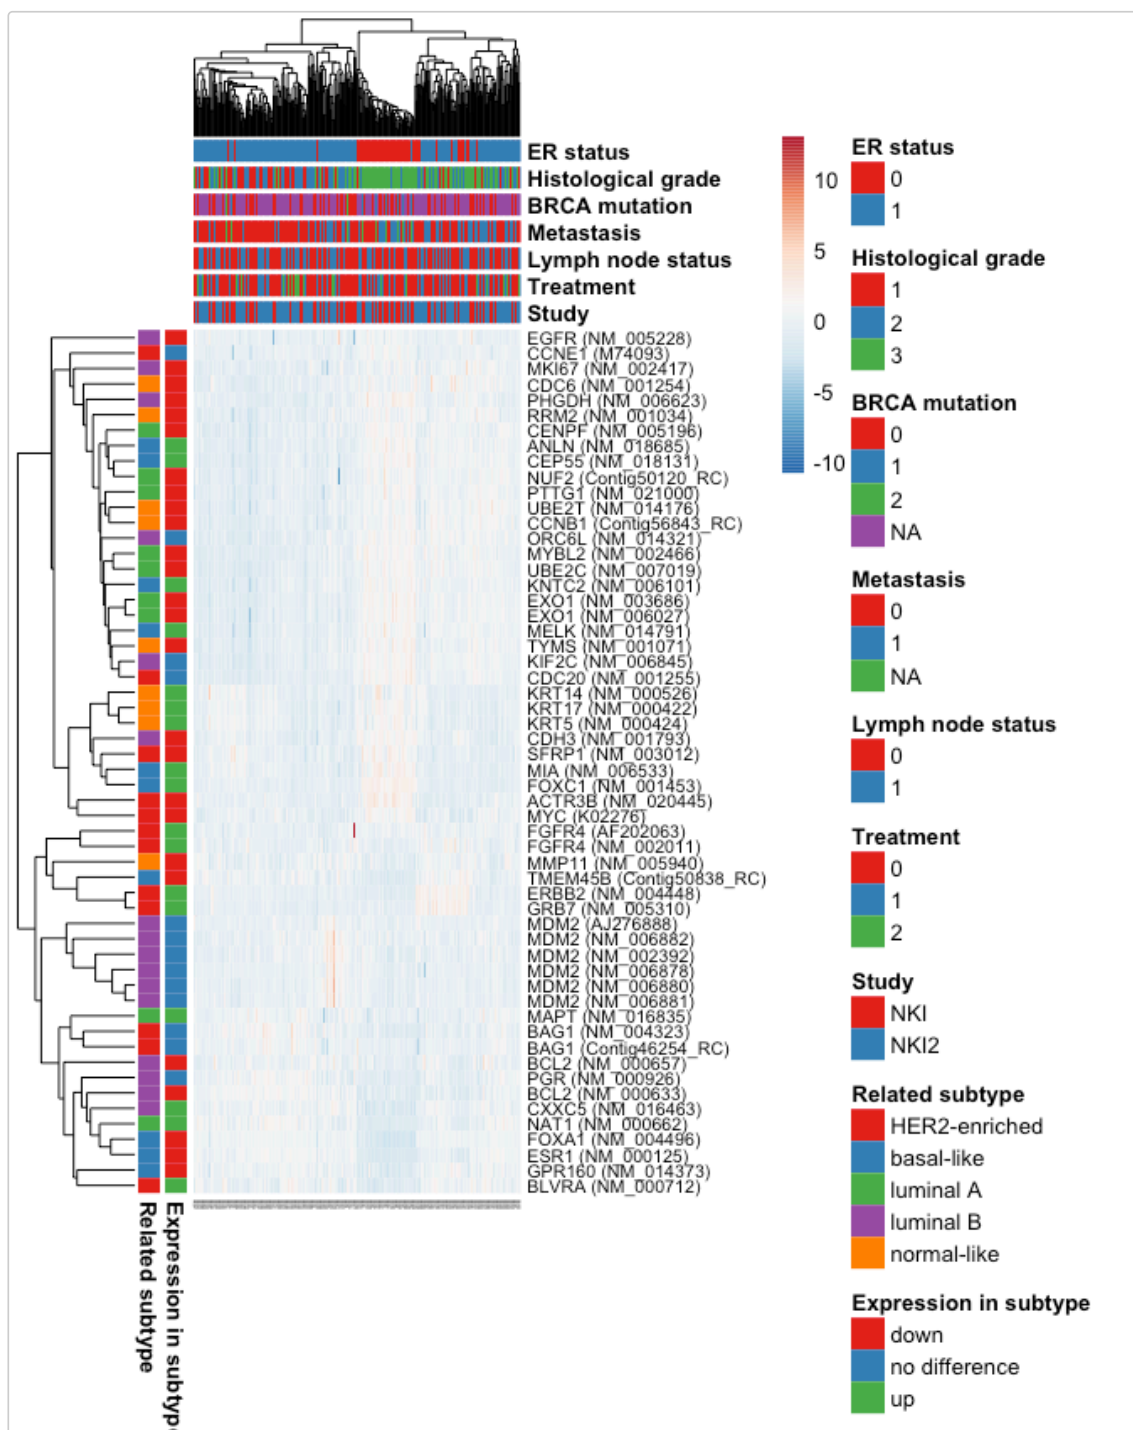 ER status
Histological grade
BRCA mutation
Metastasis
Lymph node status
Treatment
Study
EGFR (NM_005228)
CCNE1 (M74093)
MKI67 (NM_002417)
CDC6 (NM_001254)
PHGDH (NM_006623)
RRM2 (NM_001034)
CENPF (NM_005196)
ANLN (NM_018685)
CEP55 (NM_018131)
NUF2 (Contig50120_RC)
PTTG1 (NM_021000)
UBE2T (NM_014176)
CCNB1 (Contig56843_RC)
ORC6L (NM_014321)
MYBL2 (NM_002466)
UBE2C (NM_007019)
KNTC2 (NM_006101)
EXO1 (NM_003686)
EXO1 (NM_006027)
MELK (NM_014791)
TYMS (NM_001071)
KIF2C (NM_006845)
CDC20 (NM_001255)
KRT14 (NM_000526)
KRT17 (NM_000422)
KRT5 (NM_000424)
CDH3 (NM_001793)
SFRP1 (NM_003012)
MIA (NM_006533)
FOXC1 (NM_001453)
ACTR3B (NM_020445)
MYC (K02276)
FGFR4 (AF202063)
FGFR4 (NM_002011)
MMP11 (NM_005940)
TMEM45B (Contig50838_RC)
ERBB2 (NM_004448)
GRB7 (NM_005310)
MDM2 (AJ276888)
MDM2 (NM_006882)
MDM2 (NM_002392)
MDM2 (NM_006878)
MDM2 (NM_006880)
MDM2 (NM_006881)
MAPT (NM_016835)
BAG1 (NM_004323)
BAG1 (Contig46254_RC)
BCL2 (NM_000657)
PGR (NM_000926)
BCL2 (NM_000633)
CXXC5 (NM_016463)
NAT1 (NM_000662)
FOXA1 (NM_004496)
ESR1 (NM_000125)
GPR160 (NM_014373)
BLVRA (NM_000712)
Related subtype
Expression in subtype
10
5
0
-5
-10
ER status
0
1
Histological grade
1
2
3
BRCA mutation
0
1
2
NA
Metastasis
0
1
NA
Lymph node status
0
1
Treatment
0
1
2
Study
NKI
NKI2
Related subtype
HER2-enriched
basal-like
luminal A
luminal B
normal-like
Expression in subtype
down
no difference
up